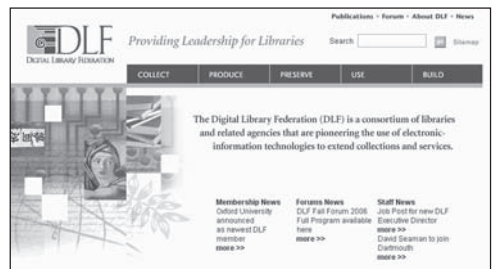 Publications • Forum • About DLF • News
DLF
DIGITAL LIBRARY FEDERATION
Providing Leadership for Libraries
Search
Sitemap
COLLECT PRODUCE PRESERVE USE BUILD
The Digital Library Federation (DLF) is a consortium of libraries
and related agencies that are pioneering the use of electronic-
information technologies to extend collections and services.
Membership News
Oxford University
announced
as newest DLF
member
more >>
Forums News
DLF Fall Forum 2006
Full Program available
here
more >>
Staff News
Job Post for new DLF
Executive Director
more >>
David Seaman to join
Dartmouth
more >>